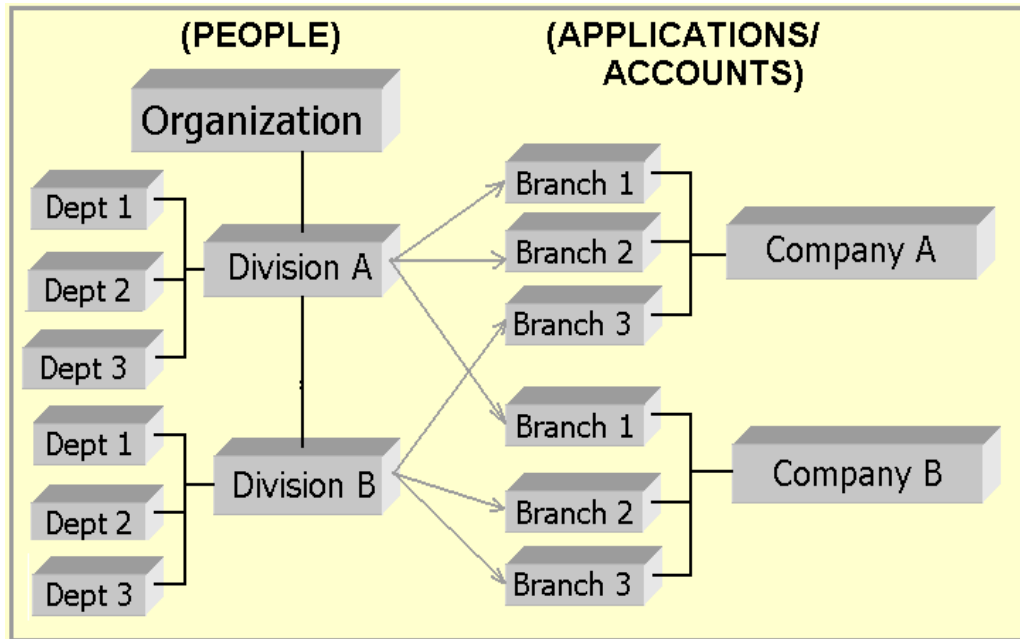 (PEOPLE)
(APPLICATIONS/
ACCOUNTS)
Organization
Dept 1
Dept 2
Dept 3
Division A
Dept 1
Dept 2
Dept 3
Division B
Branch 1
Branch 2
Branch 3
Company A
Branch 1
Branch 2
Branch 3
Company B